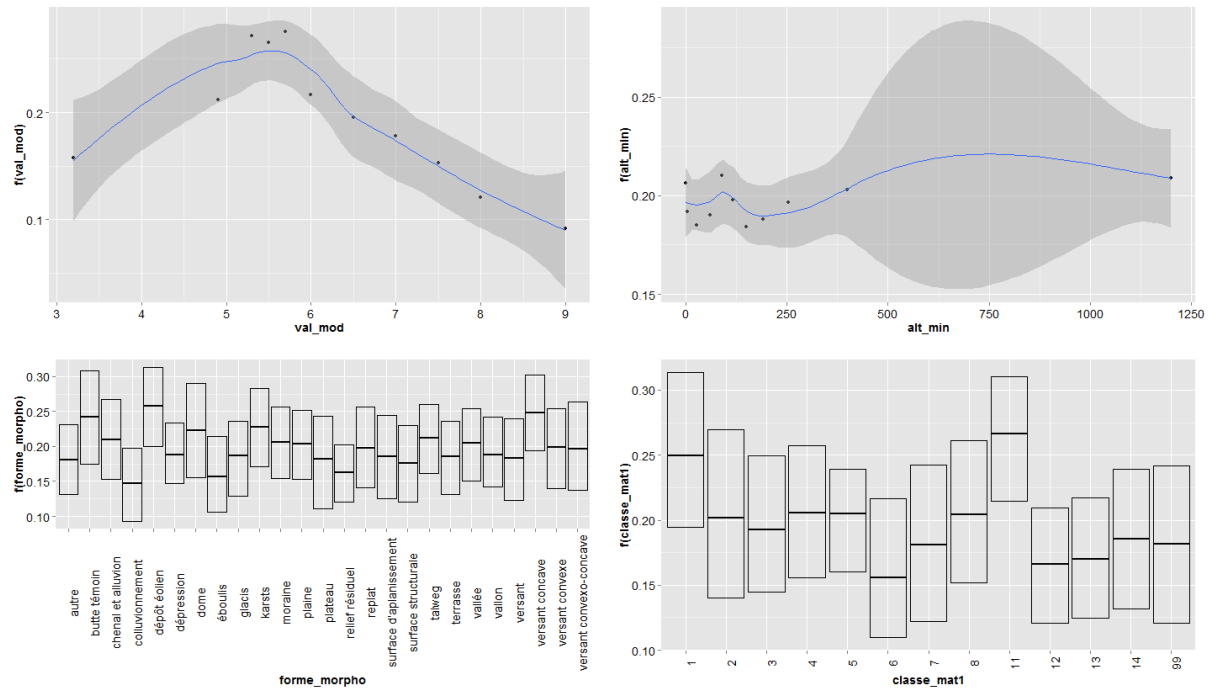 f(val_mod)
0.2
0.1
3 4 5 6 7 8 9
val_mod
f(alt_min)
0.25
0.20
0.15
0 250 500 750 1000 1250
alt_min
f(forme_morpho)
0.30
0.25
0.20
0.15
0.10
autre
butte témoin
chenal et alluvion
colluvionnement
dépôt éolien
dépression
dome
éboulis
glacis
karsts
moraine
plaine
plateau
relief résiduel
replat
surface d'aplanissement
surface structurale
talweg
terrasse
vallée
vallon
versant
versant concave
versant convexe
versant convexo-concave
forme_morpho
f(classe_mat1)
0.30
0.25
0.20
0.15
0.10
1 2 3 4 5 6 7 8 11 12 13 14 99
classe_mat1